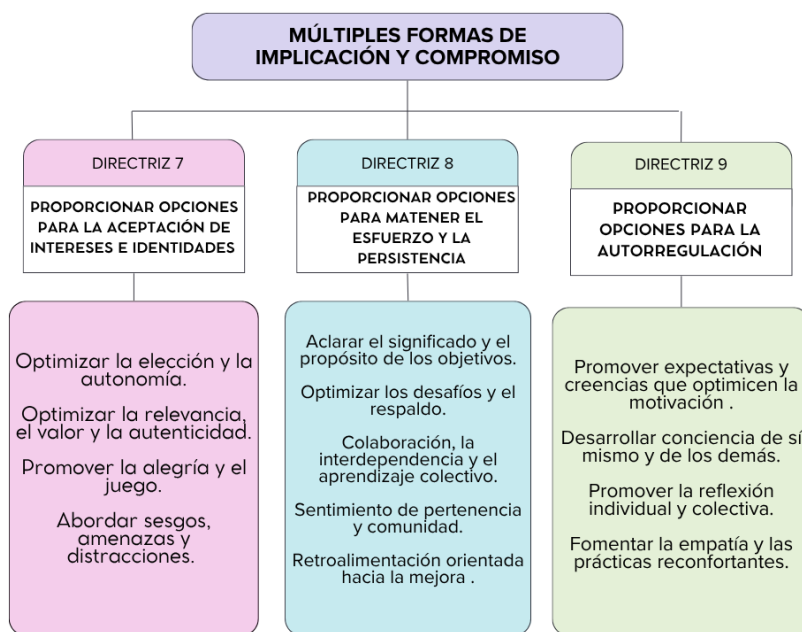 MÚLTIPLES FORMAS DE
IMPLICACIÓN Y COMPROMISO
DIRECTRIZ 7
PROPORCIONAR OPCIONES
PARA LA ACEPTACIÓN DE
INTERESES E IDENTIDADES
Optimizar la elección y la
autonomía.
Optimizar la relevancia,
el valor y la autenticidad.
Promover la alegría y el
juego.
Abordar sesgos,
amenazas y
distracciones.
DIRECTRIZ 8
PROPORCIONAR OPCIONES
PARA MATENER EL
ESFUERZO Y LA
PERSISTENCIA
Aclarar el significado y el
propósito de los objetivos.
Optimizar los desafíos y el
respaldo.
Colaboración, la
interdependencia y el
aprendizaje colectivo.
Sentimiento de pertenencia
y comunidad.
Retroalimentación orientada
hacia la mejora .
DIRECTRIZ 9
PROPORCIONAR
OPCIONES PARA LA
AUTORREGULACIÓN
Promover expectativas y
creencias que optimicen la
motivación .
Desarrollar conciencia de sí
mismo y de los demás.
Promover la reflexión
individual y colectiva.
Fomentar la empatía y las
prácticas reconfortantes.